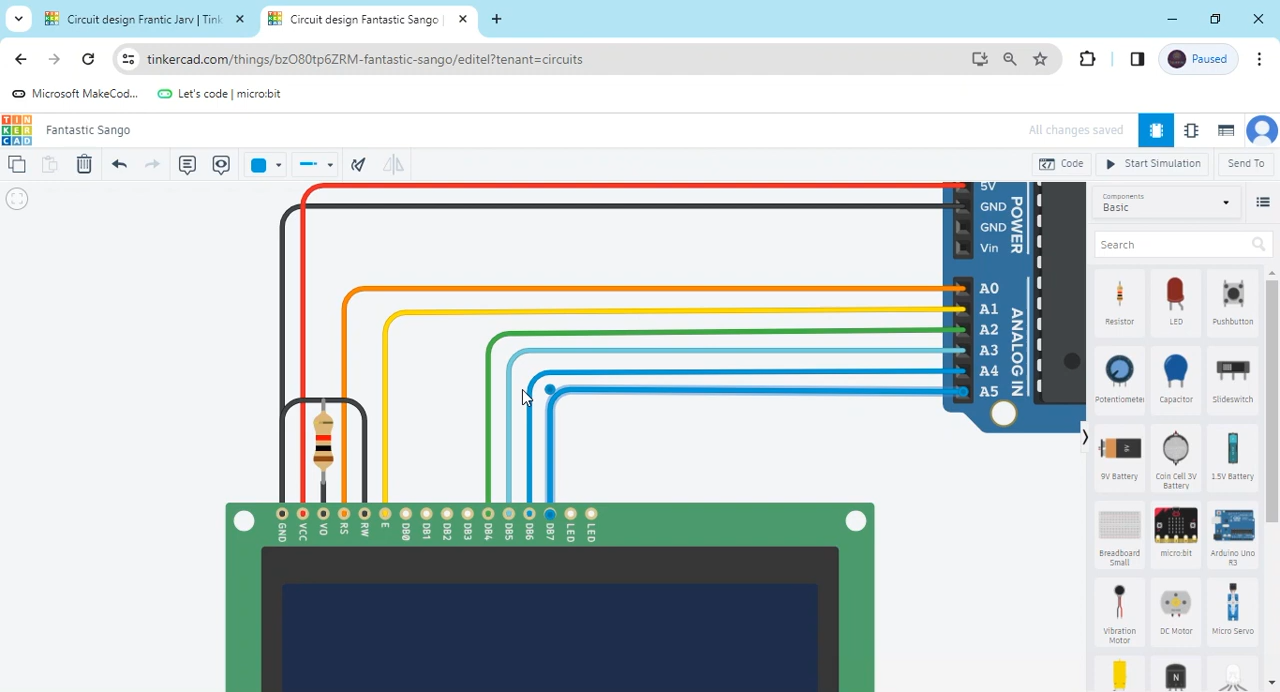 Circuit design Frantic Jarv | Tink
Circuit design Fantastic Sango |
tinkercad.com/things/bzO80tp6ZRM-fantastic-sango/editel?tenant=circuits
Paused
Microsoft MakeCod...
Let's code | micro:bit
TIN
KER
CAD
Fantastic Sango
All changes saved
Code
Start Simulation
Send To
Components
Basic
Search
5V
GND
GND
Vin
POWER
A0
A1
A2
A3
A4
A5
ANALOG IN
GND
VCC
VO
RS
RW
E
DB0
DB1
DB2
DB3
DB4
DB5
DB6
DB7
LED
LED
Resistor
LED
Pushbutton
Potentiometer
Capacitor
Slideswitch
9V Battery
Coin Cell 3V
Battery
1.5V Battery
Breadboard
Small
micro:bit
Arduino Uno
R3
Vibration
Motor
DC Motor
Micro Servo
N